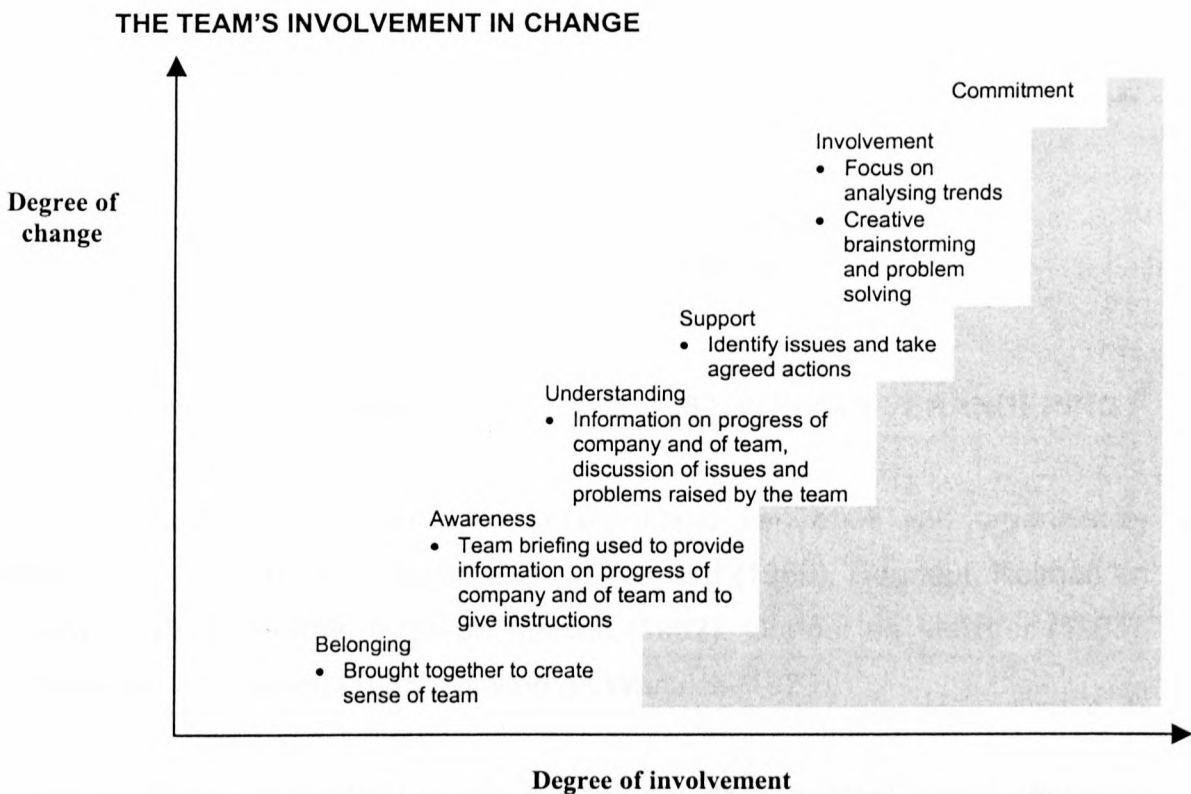 THE TEAM'S INVOLVEMENT IN CHANGE
Commitment
Involvement
• Focus on
analysing trends
• Creative
brainstorming
and problem
solving
Degree of
change
Support
• Identify issues and take
agreed actions
Understanding
• Information on progress of
company and of team,
discussion of issues and
problems raised by the team
Awareness
• Team briefing used to provide
information on progress of
company and of team and to
give instructions
Belonging
• Brought together to create
sense of team
Degree of involvement